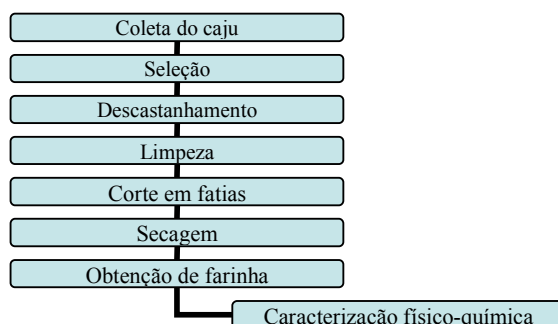 Coleta do caju
Seleção
Descastanhamento
Limpeza
Corte em fatias
Secagem
Obtenção de farinha
Caracterização físico-química